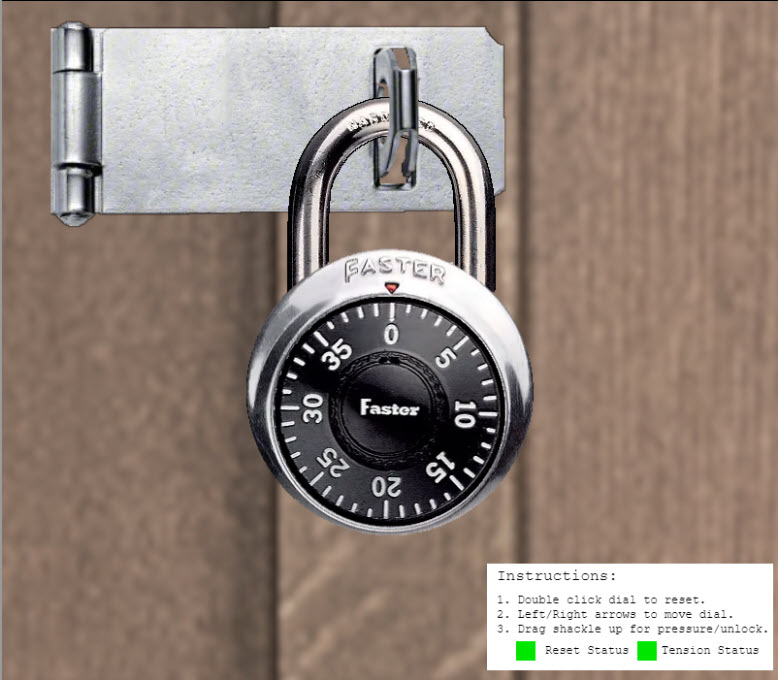 FASTER
0
5
10
15
20
25
30
35
Faster
Instructions:
1. Double click dial to reset.
2. Left/Right arrows to move dial.
3. Drag shackle up for pressure/unlock.
Reset Status Tension Status